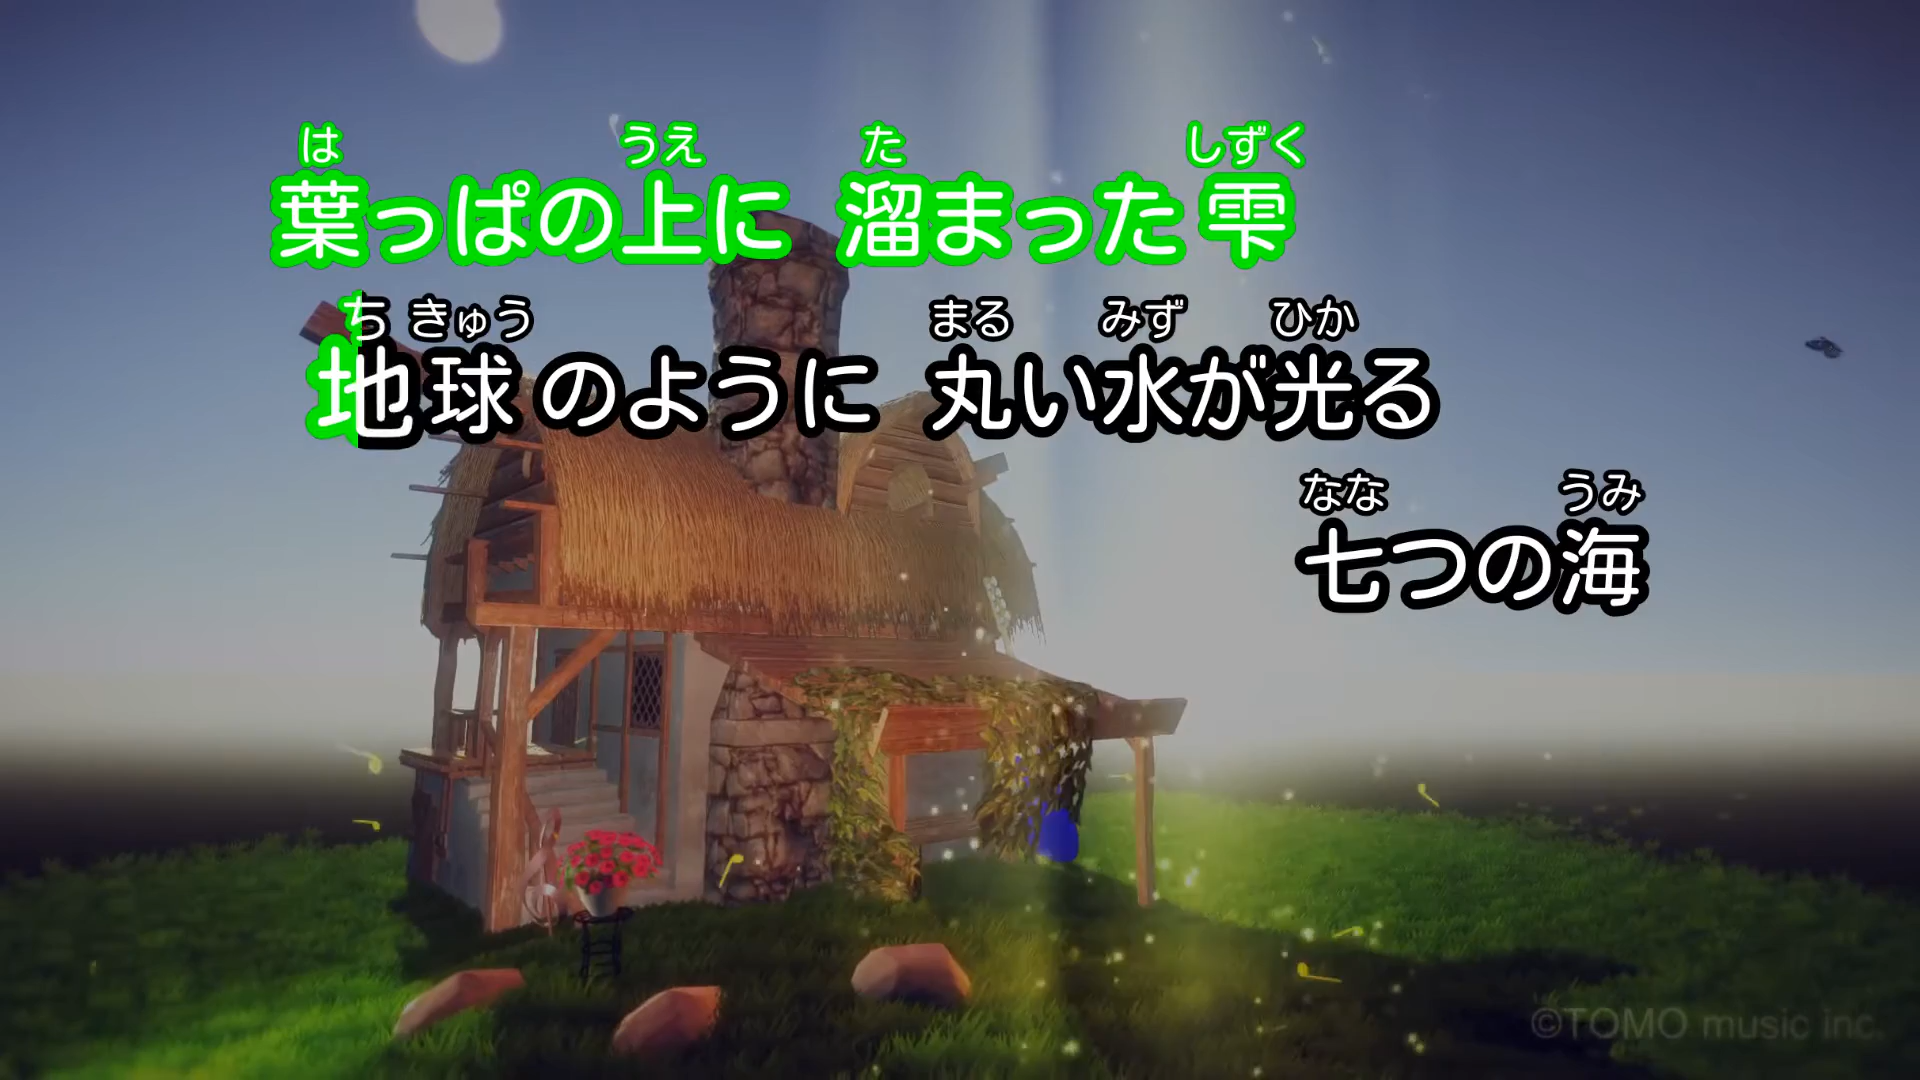 は うえ た しずく
葉っぱの上に 溜まった 雫
ち きゅう まる みず ひか
地球のように 丸い水が光る
なな うみ
七つの海
©TOMO music inc.